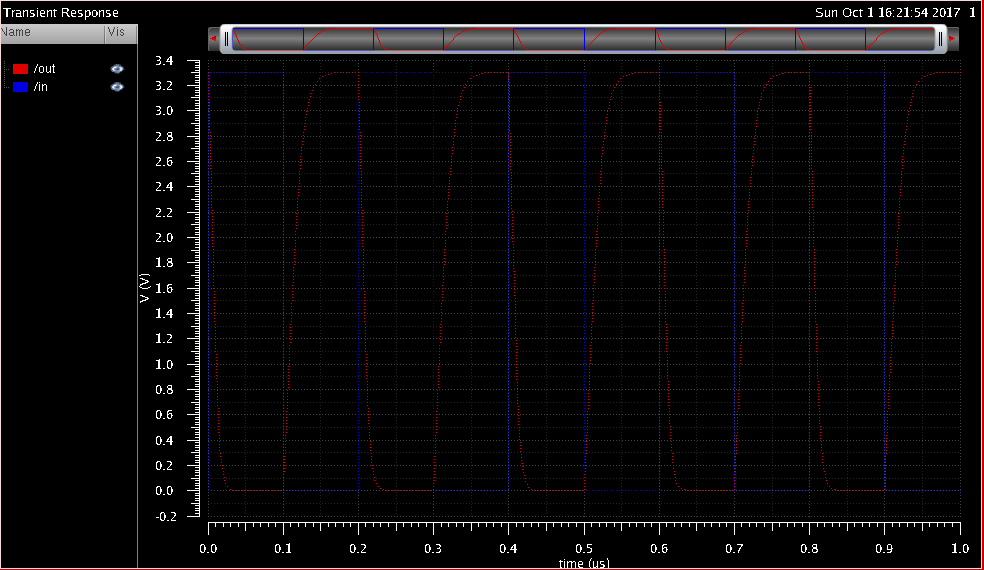 Transient Response
Sun Oct 1 16:21:54 2017 1
Name Vis
/out
/in
3.4
3.2
3.0
2.8
2.6
2.4
2.2
2.0
1.8
1.6
1.4
1.2
1.0
0.8
0.6
0.4
0.2
0.0
-0.2
V (V)
0.0 0.1 0.2 0.3 0.4 0.5 0.6 0.7 0.8 0.9 1.0
time (us)